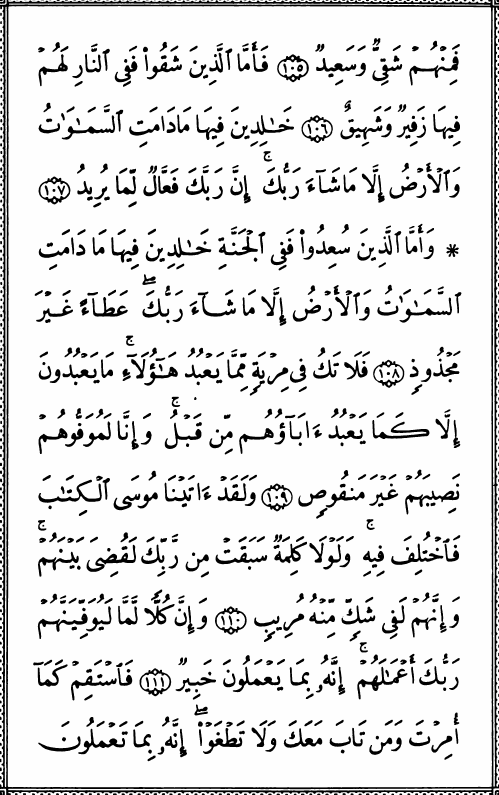 فَمِنْهُمْ شَقِيٌّ وَسَعِيدٌ ١٠٥ فَأَمَّا ٱلَّذِينَ شَقُوا۟ فَفِى ٱلنَّارِ لَهُمْ
فِيهَا زَفِيرٌ وَشَهِيقٌ ١٠٦ خَـٰلِدِينَ فِيهَا مَا دَامَتِ ٱلسَّمَـٰوَٰتُ
وَٱلْأَرْضُ إِلَّا مَا شَآءَ رَبُّكَ ۚ إِنَّ رَبَّكَ فَعَّالٌ لِّمَا يُرِيدُ ١٠٧
* وَأَمَّا ٱلَّذِينَ سُعِدُوا۟ فَفِى ٱلْجَنَّةِ خَـٰلِدِينَ فِيهَا مَا دَامَتِ
ٱلسَّمَـٰوَٰتُ وَٱلْأَرْضُ إِلَّا مَا شَآءَ رَبُّكَ ۖ عَطَآءً غَيْرَ
مَجْذُوذٍ ١٠٨ فَلَا تَكُ فِى مِرْيَةٍ مِّمَّا يَعْبُدُ هَـٰٓؤُلَآءِ ۚ مَا يَعْبُدُونَ
إِلَّا كَمَا يَعْبُدُ ءَابَآؤُهُم مِّن قَبْلُ ۚ وَإِنَّا لَمُوَفُّوهُمْ
نَصِيبَهُمْ غَيْرَ مَنقُوصٍ ١٠٩ وَلَقَدْ ءَاتَيْنَا مُوسَى ٱلْكِتَـٰبَ
فَٱخْتُلِفَ فِيهِ ۚ وَلَوْلَا كَلِمَةٌ سَبَقَتْ مِن رَّبِّكَ لَقُضِىَ بَيْنَهُمْ ۚ
وَإِنَّهُمْ لَفِى شَكٍّ مِّنْهُ مُرِيبٍ ١١٠ وَإِنَّ كُلًّا لَّمَّا لَيُوَفِّيَنَّهُمْ
رَبُّكَ أَعْمَـٰلَهُمْ ۚ إِنَّهُۥ بِمَا يَعْمَلُونَ خَبِيرٌ ١١١ فَٱسْتَقِمْ كَمَآ
أُمِرْتَ وَمَن تَابَ مَعَكَ وَلَا تَطْغَوْا۟ ۖ إِنَّهُۥ بِمَا تَعْمَلُونَ